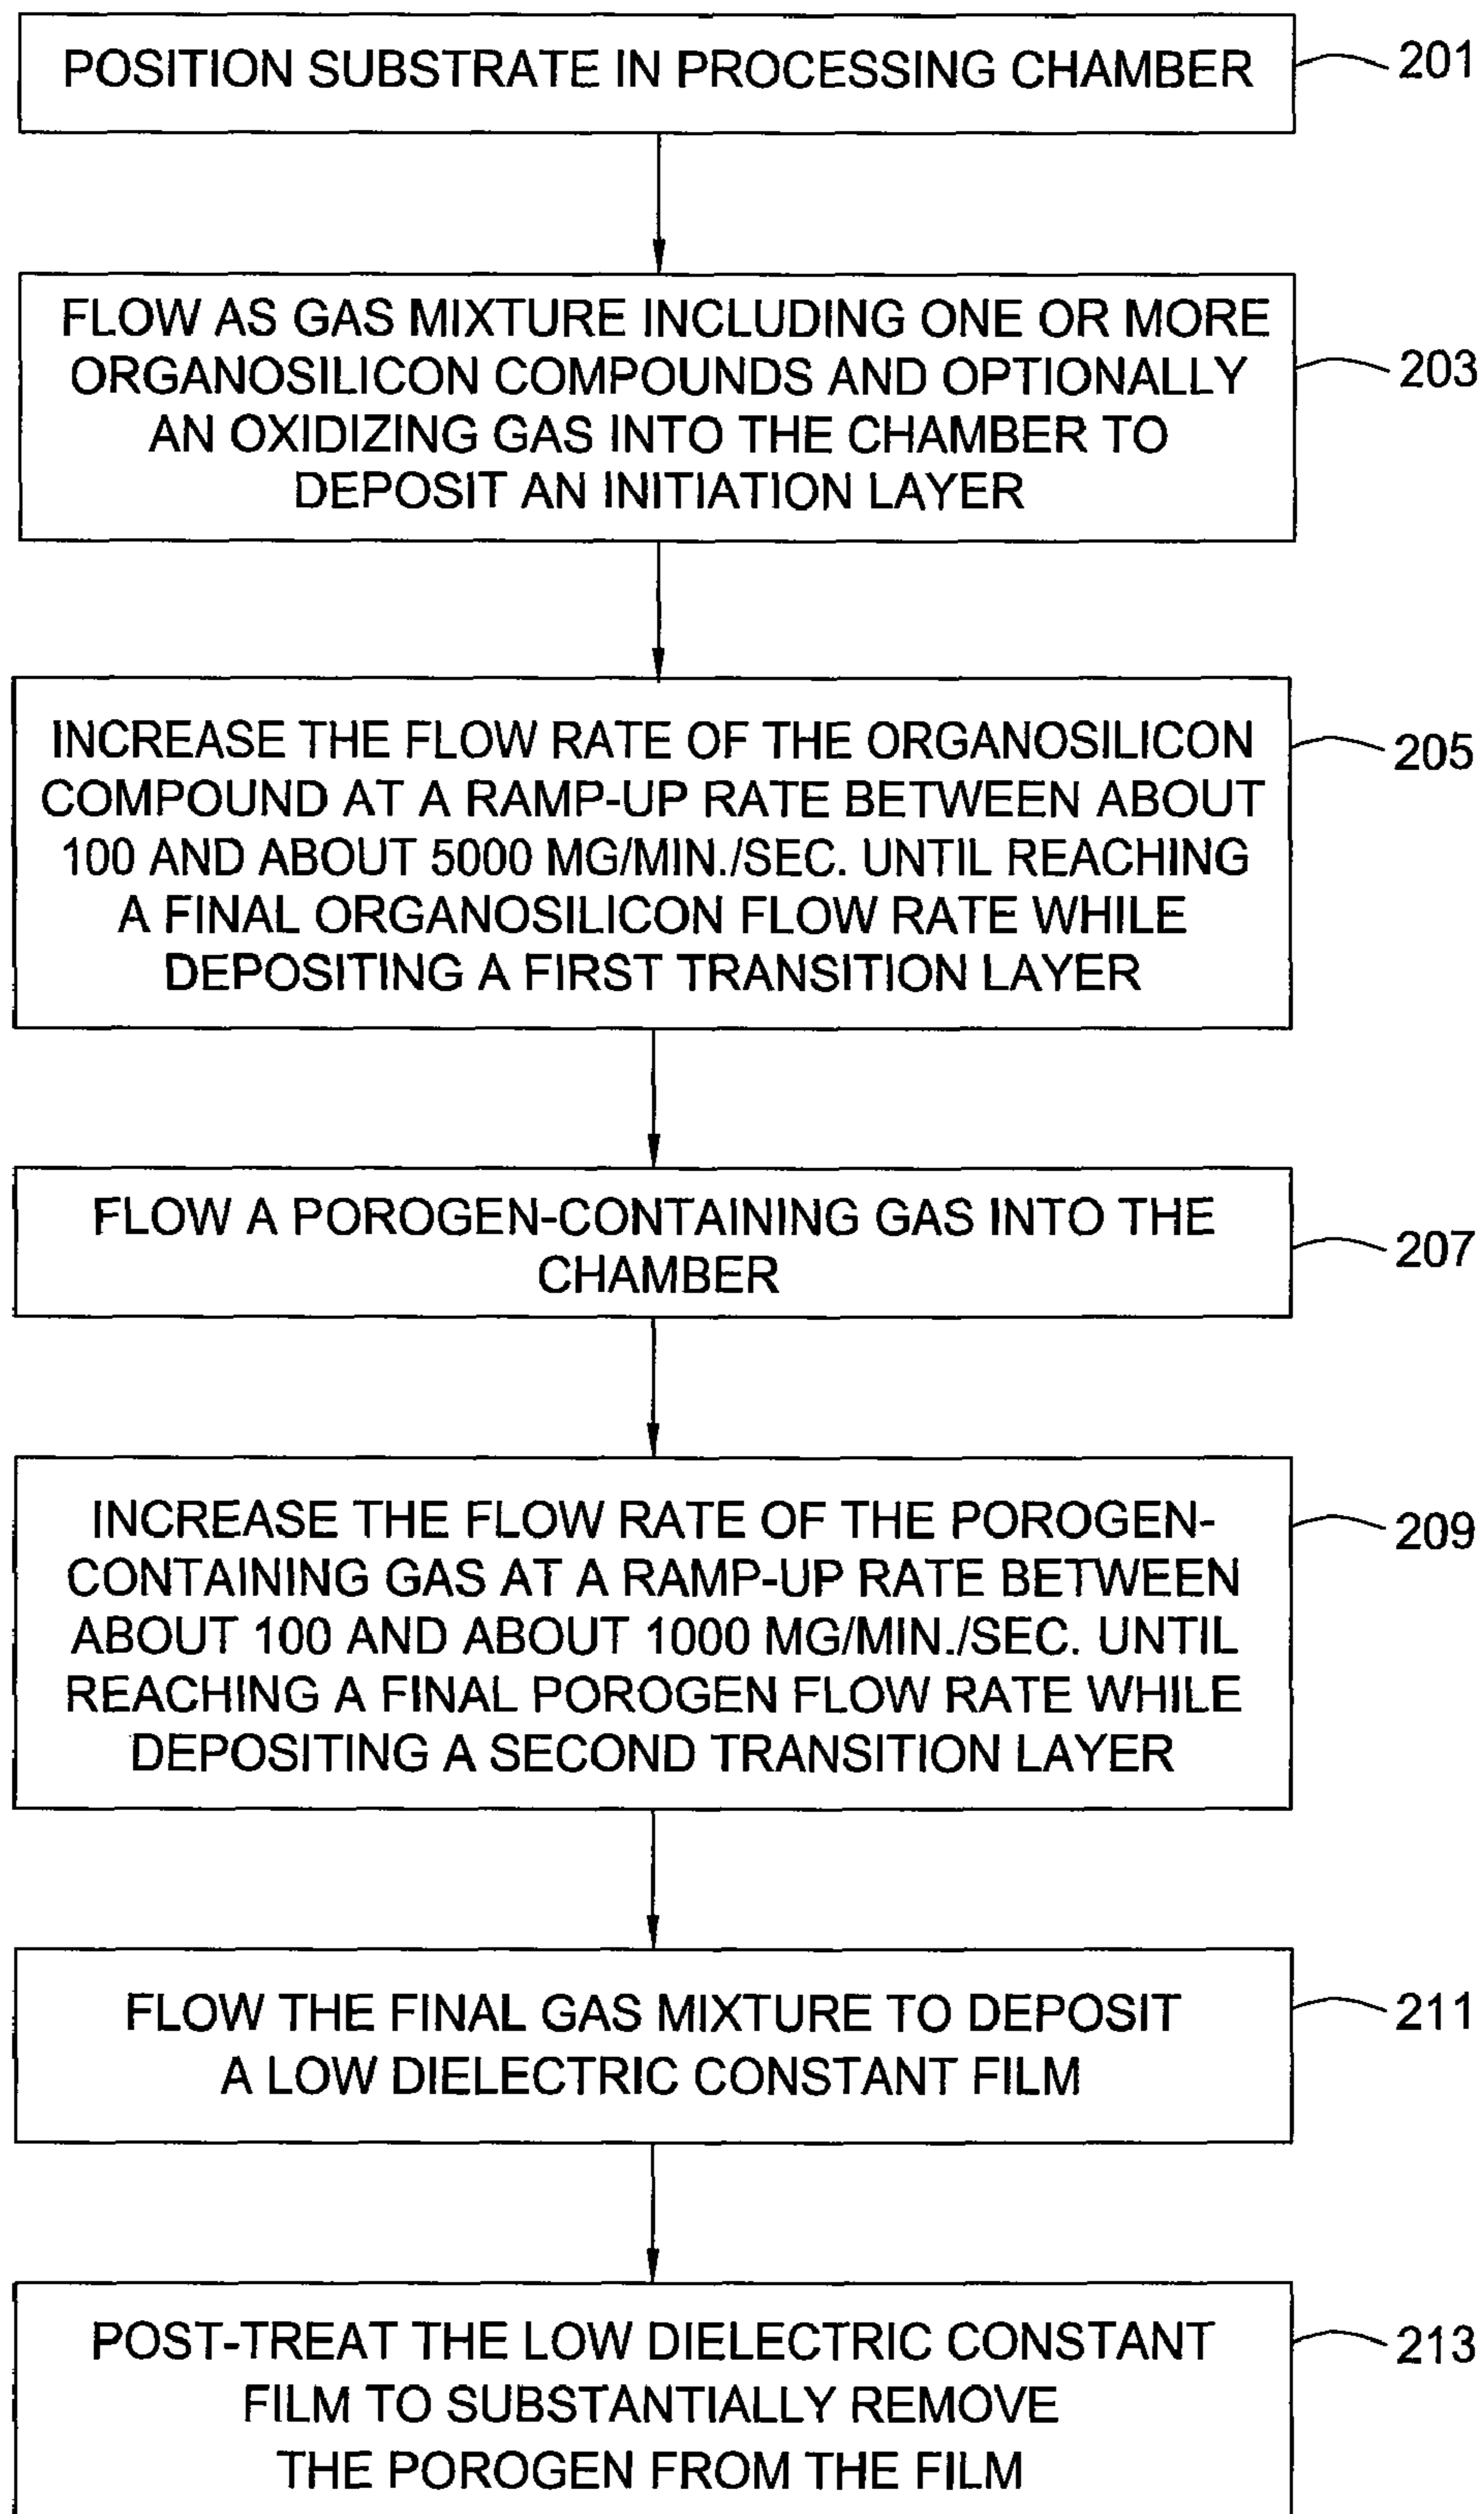 POSITION SUBSTRATE IN PROCESSING CHAMBER
201
FLOW AS GAS MIXTURE INCLUDING ONE OR MORE
ORGANOSILICON COMPOUNDS AND OPTIONALLY
AN OXIDIZING GAS INTO THE CHAMBER TO
DEPOSIT AN INITIATION LAYER
203
INCREASE THE FLOW RATE OF THE ORGANOSILICON
COMPOUND AT A RAMP-UP RATE BETWEEN ABOUT
100 AND ABOUT 5000 MG/MIN./SEC. UNTIL REACHING
A FINAL ORGANOSILICON FLOW RATE WHILE
DEPOSITING A FIRST TRANSITION LAYER
205
FLOW A POROGEN-CONTAINING GAS INTO THE
CHAMBER
207
INCREASE THE FLOW RATE OF THE POROGEN-
CONTAINING GAS AT A RAMP-UP RATE BETWEEN
ABOUT 100 AND ABOUT 1000 MG/MIN./SEC. UNTIL
REACHING A FINAL POROGEN FLOW RATE WHILE
DEPOSITING A SECOND TRANSITION LAYER
209
FLOW THE FINAL GAS MIXTURE TO DEPOSIT
A LOW DIELECTRIC CONSTANT FILM
211
POST-TREAT THE LOW DIELECTRIC CONSTANT
FILM TO SUBSTANTIALLY REMOVE
THE POROGEN FROM THE FILM
213